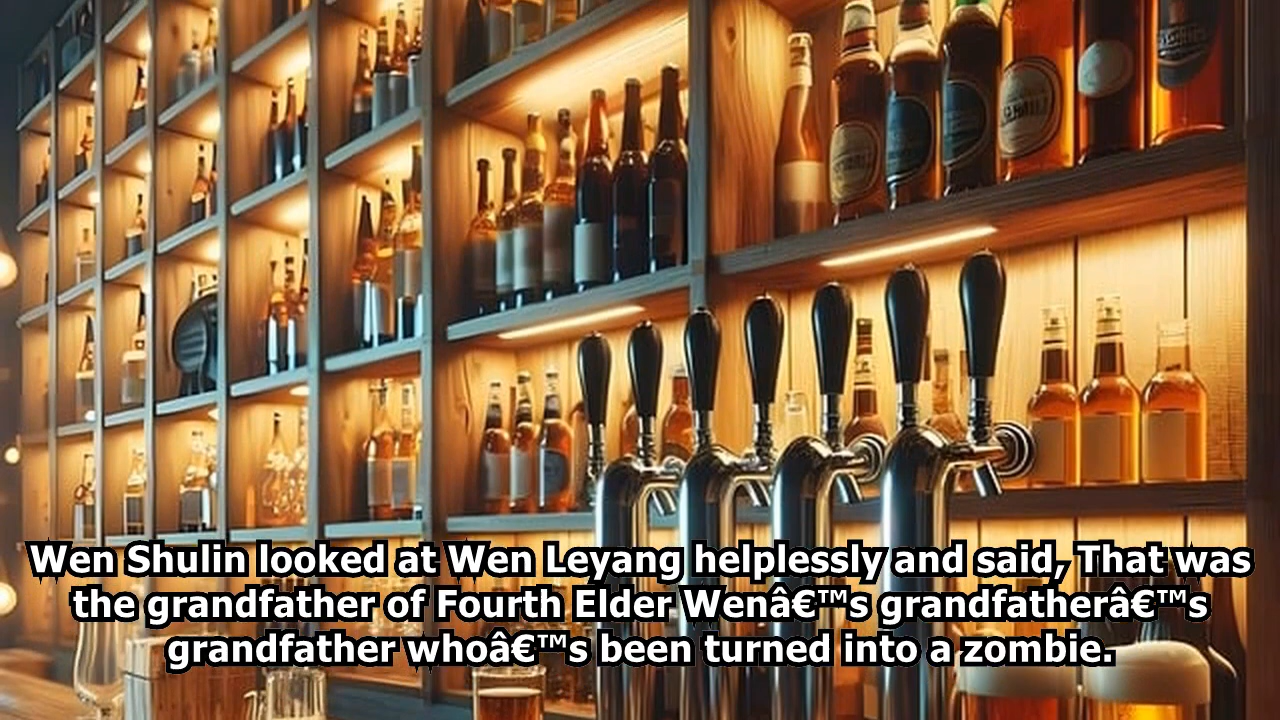 Wen Shulin looked at Wen Leyang helplessly and said, That was
the grandfather of Fourth Elder Wenâ€™s grandfatherâ€™s
grandfather whoâ€™s been turned into a zombie.